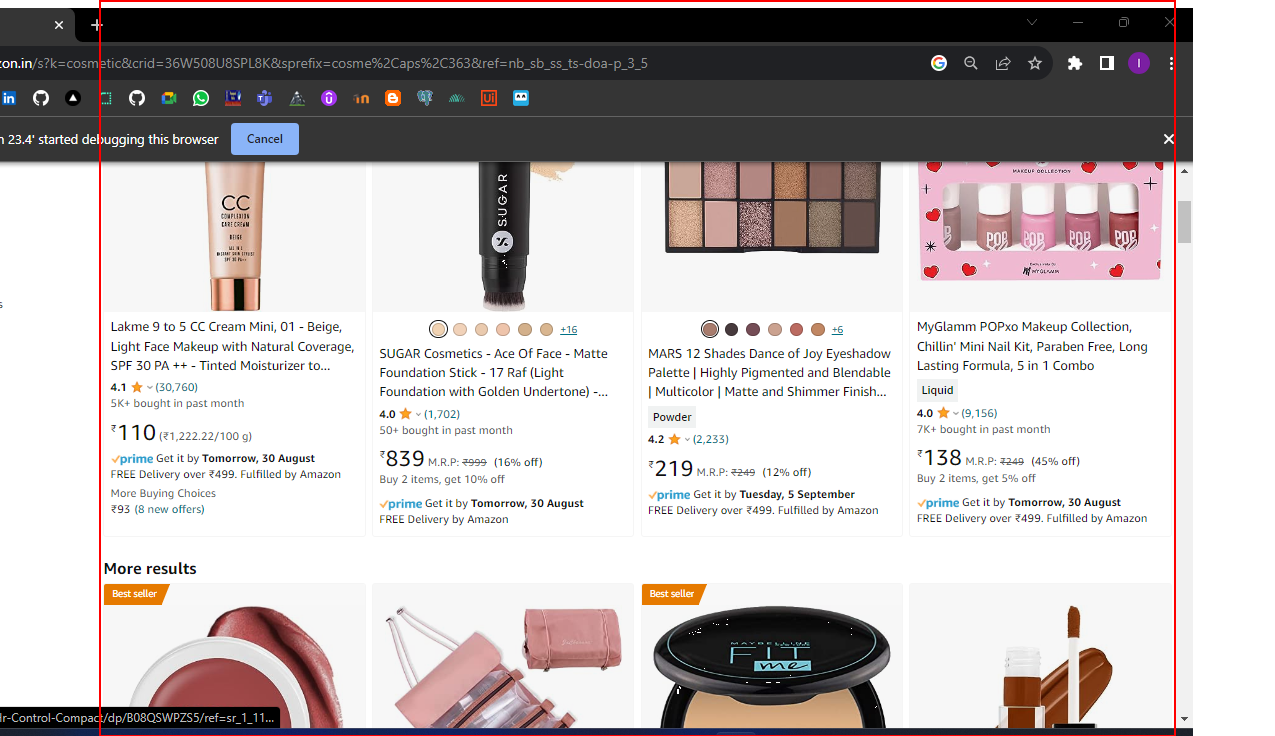 zon.in/s?k=cosmetic&crid=36W508U8SPL8K&sprefix=cosme%2Caps%2C363&ref=nb_sb_ss_ts-doa-p_3_5
23.4' started debugging this browser
Cancel
CC
COMPLEXION
CARE CREAM
BEIGE
SPF 30 PA++
SUGAR
MAKEUP COLLECTION
POP POP POP POP
MYGLAMM
Lakme 9 to 5 CC Cream Mini, 01 - Beige,
Light Face Makeup with Natural Coverage,
SPF 30 PA ++ - Tinted Moisturizer to...
4.1 (30,760)
5K+ bought in past month
₹110 (₹1,222.22/100 g)
prime Get it by Tomorrow, 30 August
FREE Delivery over ₹499. Fulfilled by Amazon
More Buying Choices
₹93 (8 new offers)
+16
SUGAR Cosmetics - Ace Of Face - Matte
Foundation Stick - 17 Raf (Light
Foundation with Golden Undertone) -...
4.0 (1,702)
50+ bought in past month
₹839 M.R.P: ₹999 (16% off)
Buy 2 items, get 10% off
prime Get it by Tomorrow, 30 August
FREE Delivery by Amazon
+6
MARS 12 Shades Dance of Joy Eyeshadow
Palette | Highly Pigmented and Blendable
| Multicolor | Matte and Shimmer Finish...
Powder
4.2 (2,233)
₹219 M.R.P: ₹249 (12% off)
prime Get it by Tuesday, 5 September
FREE Delivery over ₹499. Fulfilled by Amazon
MyGlamm POPxo Makeup Collection,
Chillin' Mini Nail Kit, Paraben Free, Long
Lasting Formula, 5 in 1 Combo
Liquid
4.0 (9,156)
7K+ bought in past month
₹138 M.R.P: ₹249 (45% off)
Buy 2 items, get 5% off
prime Get it by Tomorrow, 30 August
FREE Delivery over ₹499. Fulfilled by Amazon
More results
Best seller
Best seller
MAYBELLINE
FIT
me
r-Control-Compact/dp/B08QSWPZS5/ref=sr_1_11...